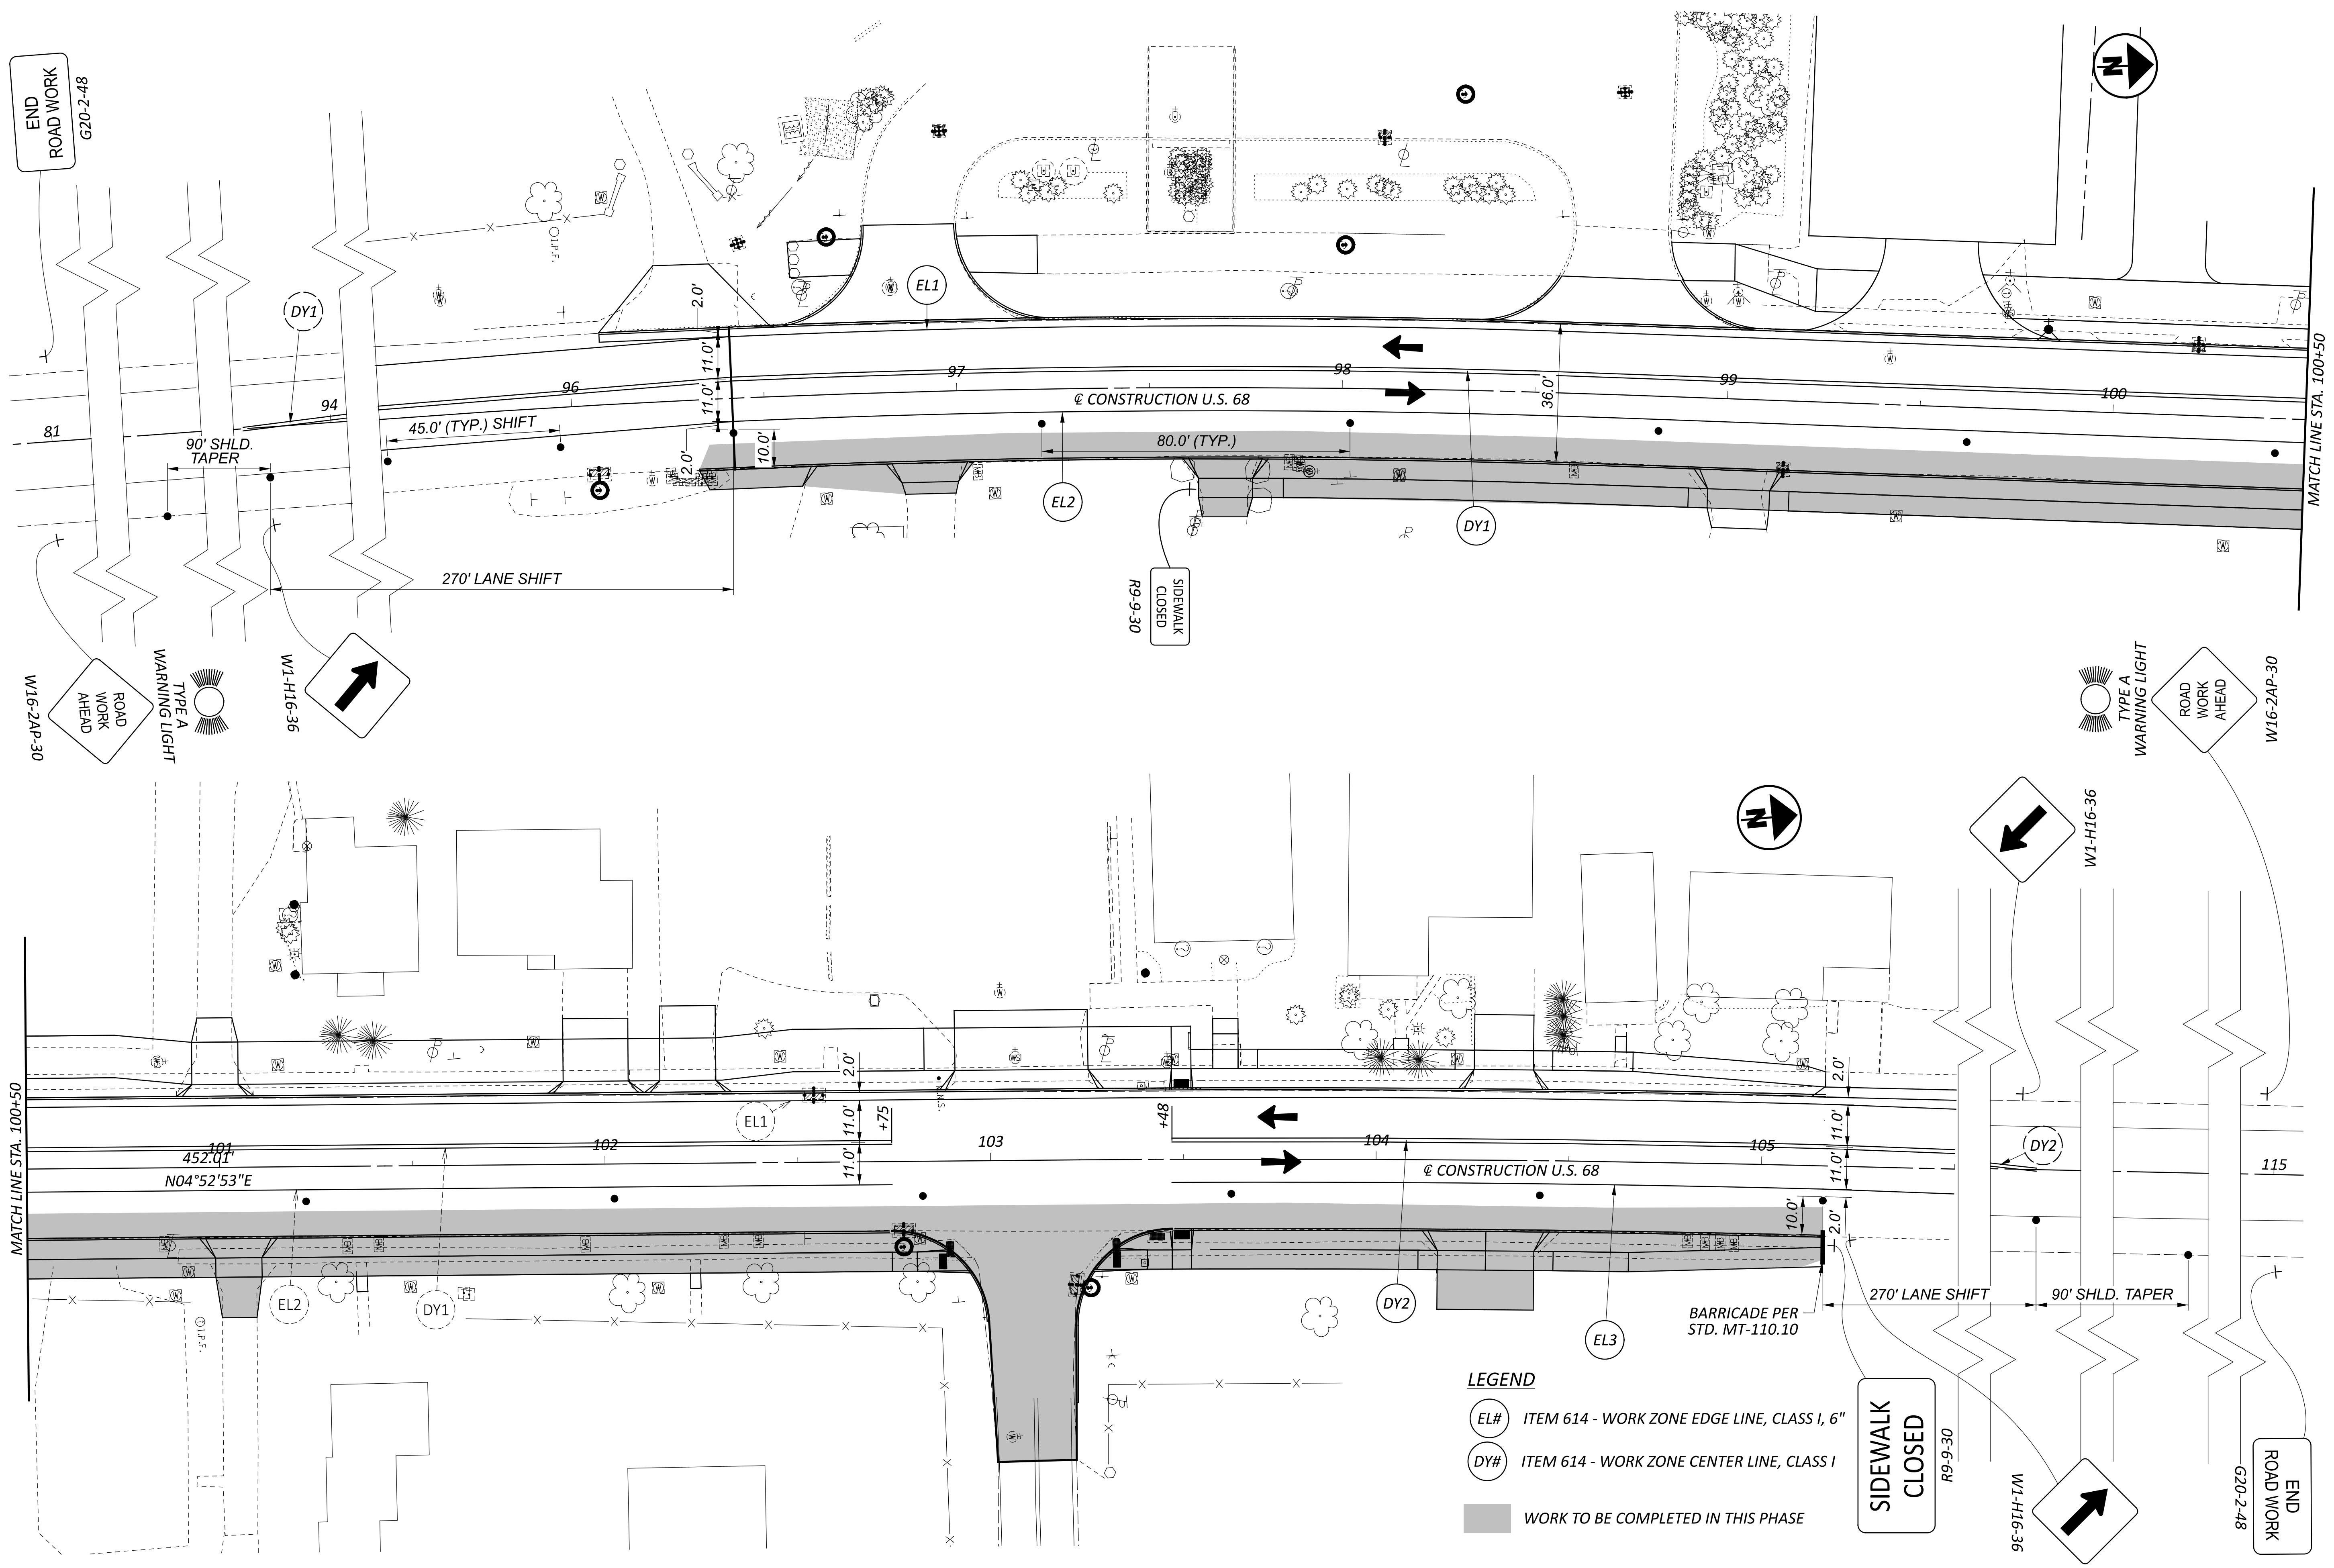 END
ROAD WORK
G20-2-48
N
DY1
EL1
2.0'
11.0'
11.0'
2.0'
10.0'
I.P.F.
81
94
96
97
98
99
100
90' SHLD.
TAPER
45.0' (TYP.) SHIFT
℄ CONSTRUCTION U.S. 68
36.0'
80.0' (TYP.)
EL2
DY1
270' LANE SHIFT
MATCH LINE STA. 100+50
SIDEWALK
CLOSED
R9-9-30
ROAD
WORK
AHEAD
W16-2AP-30
TYPE A
WARNING LIGHT
W1-H16-36
TYPE A
WARNING LIGHT
ROAD
WORK
AHEAD
W16-2AP-30
W1-H16-36
N
MATCH LINE STA. 100+50
101
452.01'
N04°52'53"E
102
103
104
105
115
EL1
2.0'
11.0'
11.0'
+75
+48
℄ CONSTRUCTION U.S. 68
2.0'
11.0'
11.0'
10.0'
2.0'
DY2
EL2
DY1
I.P.F.
DY2
EL3
BARRICADE PER
STD. MT-110.10
270' LANE SHIFT
90' SHLD. TAPER
LEGEND
EL# ITEM 614 - WORK ZONE EDGE LINE, CLASS I, 6"
DY# ITEM 614 - WORK ZONE CENTER LINE, CLASS I
WORK TO BE COMPLETED IN THIS PHASE
SIDEWALK
CLOSED
R9-9-30
W1-H16-36
END
ROAD WORK
G20-2-48